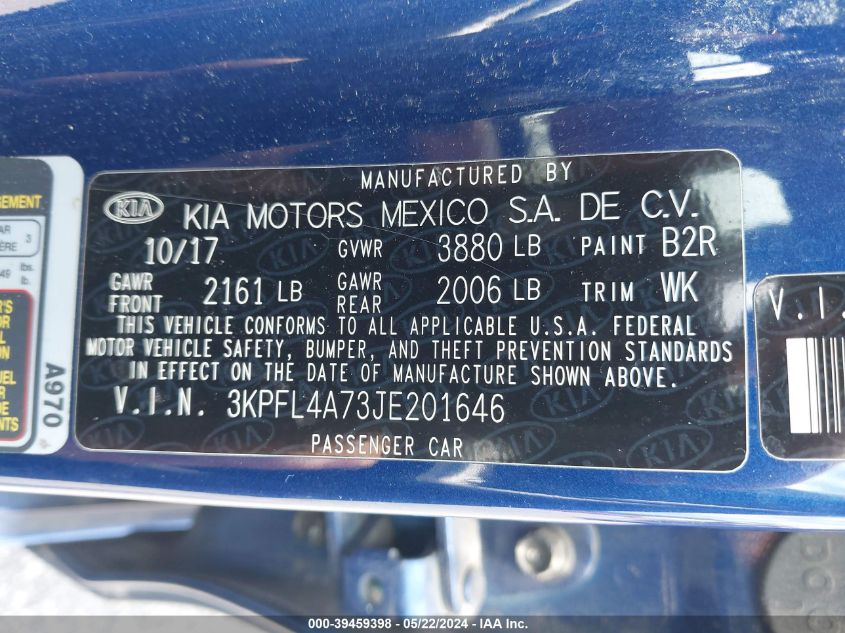 MANUFACTURED BY
KIA KIA MOTORS MEXICO S.A. DE C.V.
10/17 GVWR 3880 LB PAINT B2R
GAWR FRONT 2161 LB GAWR REAR 2006 LB TRIM WK
THIS VEHICLE CONFORMS TO ALL APPLICABLE U.S.A. FEDERAL
MOTOR VEHICLE SAFETY, BUMPER, AND THEFT PREVENTION STANDARDS
IN EFFECT ON THE DATE OF MANUFACTURE SHOWN ABOVE.
V.I.N. 3KPFL4A73JE201646
PASSENGER CAR
A970
V.I.
000-39459398 - 05/22/2024 - IAA Inc.